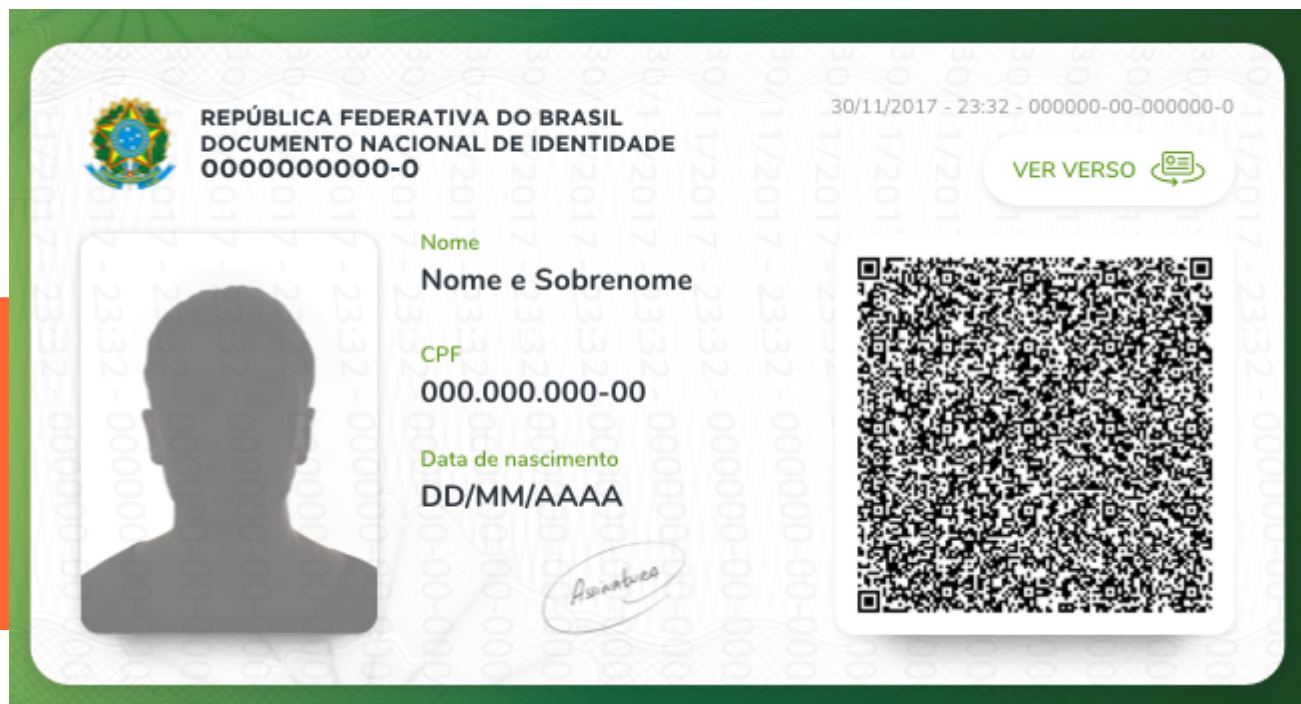 REPÚBLICA FEDERATIVA DO BRASIL
DOCUMENTO NACIONAL DE IDENTIDADE
0000000000-0
30/11/2017 - 23:32 - 000000-00-000000-0
VER VERSO
Nome
Nome e Sobrenome
CPF
000.000.000-00
Data de nascimento
DD/MM/AAAA
Assinatura